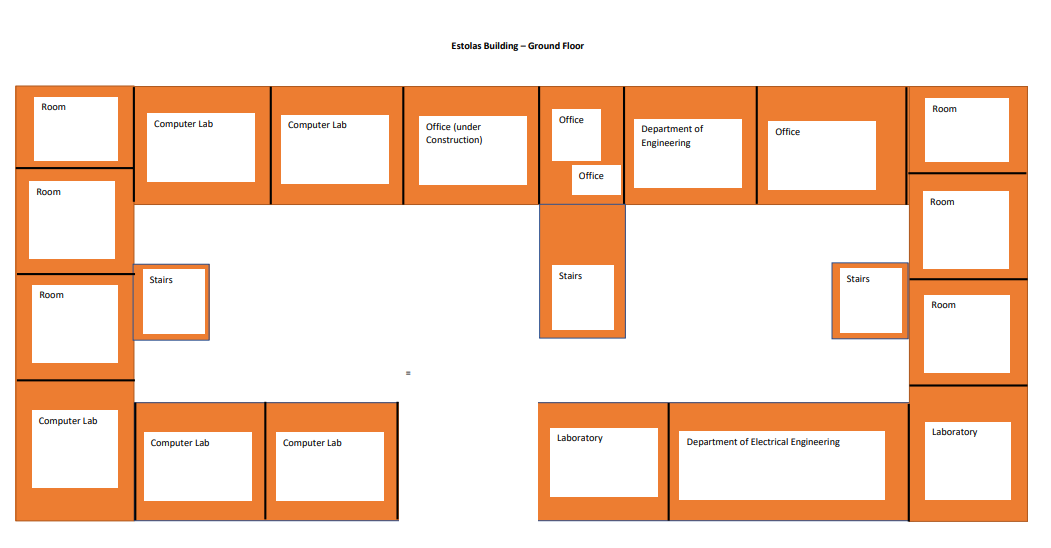 Estolas Building – Ground Floor
Room
Computer Lab
Computer Lab
Office (under
Construction)
Office
Office
Department of
Engineering
Office
Room
Room
Room
Stairs
Stairs
Stairs
Room
Room
=
Computer Lab
Computer Lab
Computer Lab
Laboratory
Department of Electrical Engineering
Laboratory